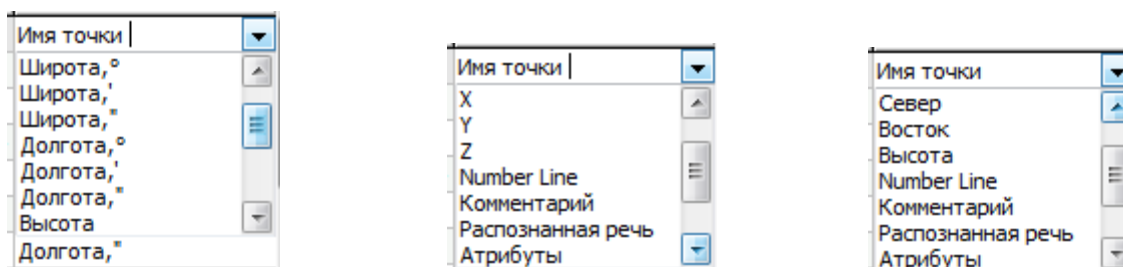 Имя точки
Широта,°
Широта,'
Широта,"
Долгота,°
Долгота,'
Долгота,"
Высота
Долгота,"
Имя точки
X
Y
Z
Number Line
Комментарий
Распознанная речь
Атрибуты
Имя точки
Север
Восток
Высота
Number Line
Комментарий
Распознанная речь
Атрибуты